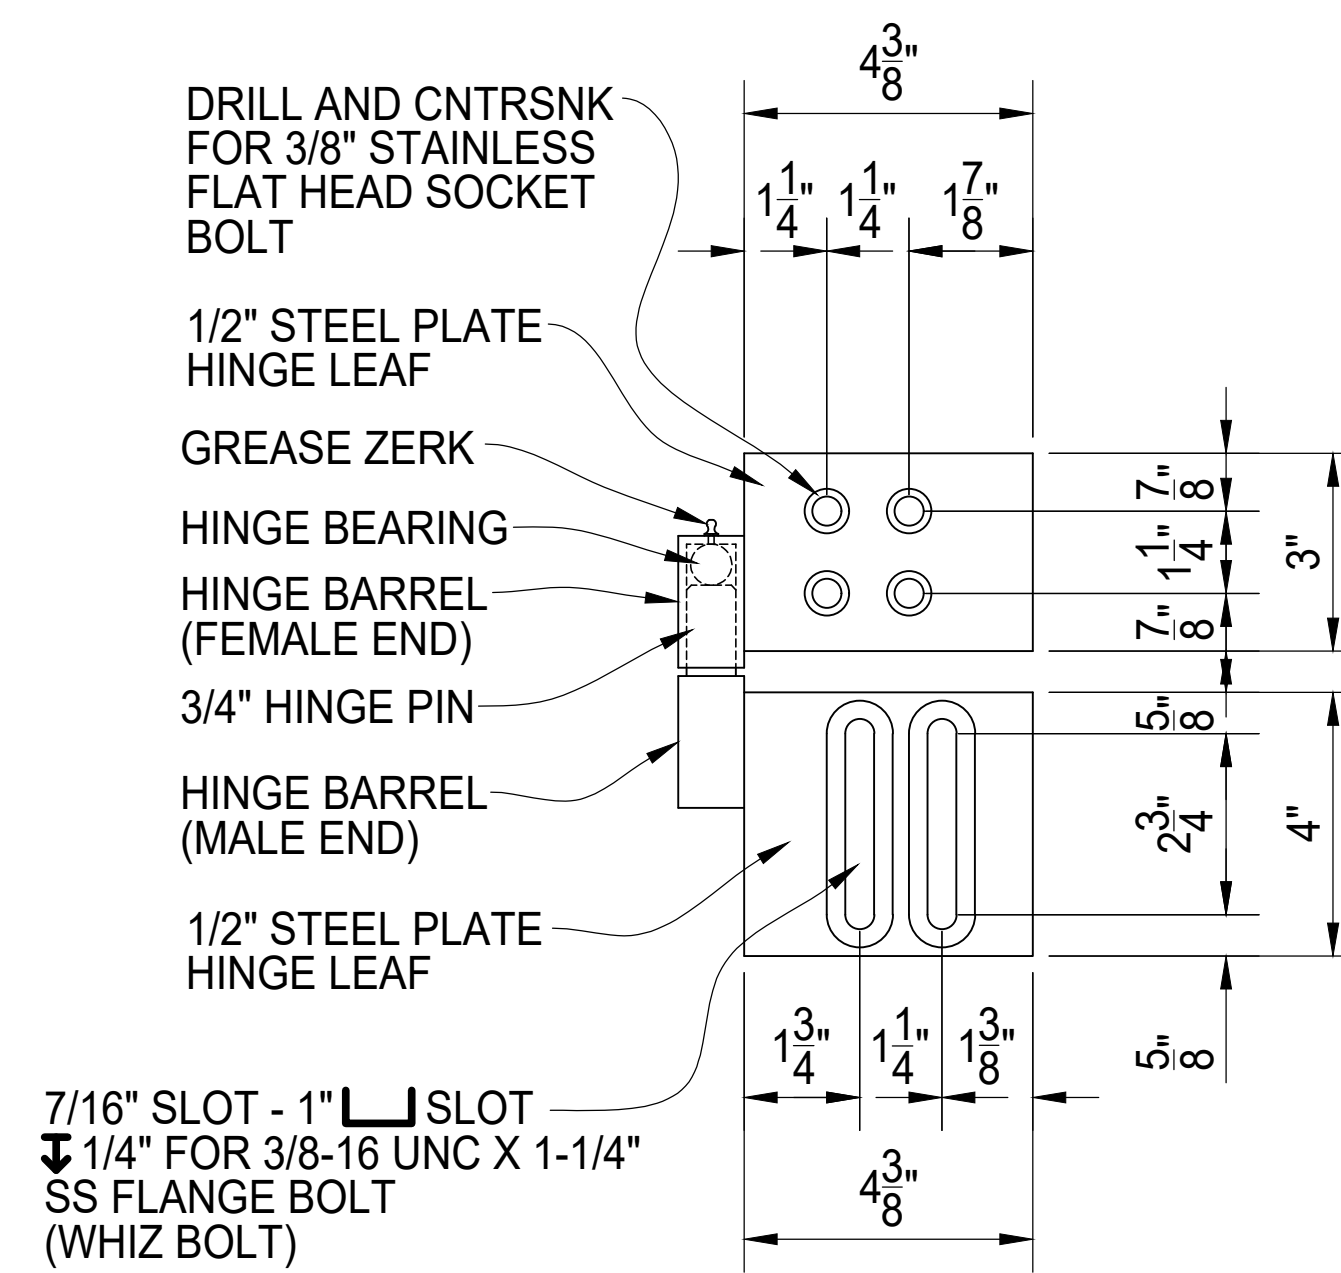 4 3/8"
1 1/4" 1 1/4" 1 7/8"
DRILL AND CNTRSNK
FOR 3/8" STAINLESS
FLAT HEAD SOCKET
BOLT
1/2" STEEL PLATE
HINGE LEAF
GREASE ZERK
HINGE BEARING
HINGE BARREL
(FEMALE END)
3/4" HINGE PIN
HINGE BARREL
(MALE END)
1/2" STEEL PLATE
HINGE LEAF
7/16" SLOT - 1" ⌴ SLOT
↧ 1/4" FOR 3/8-16 UNC X 1-1/4"
SS FLANGE BOLT
(WHIZ BOLT)
7/8"
1 1/4"
7/8"
3"
5/8"
2 3/4"
4"
5/8"
1 3/4" 1 1/4" 1 3/8"
4 3/8"